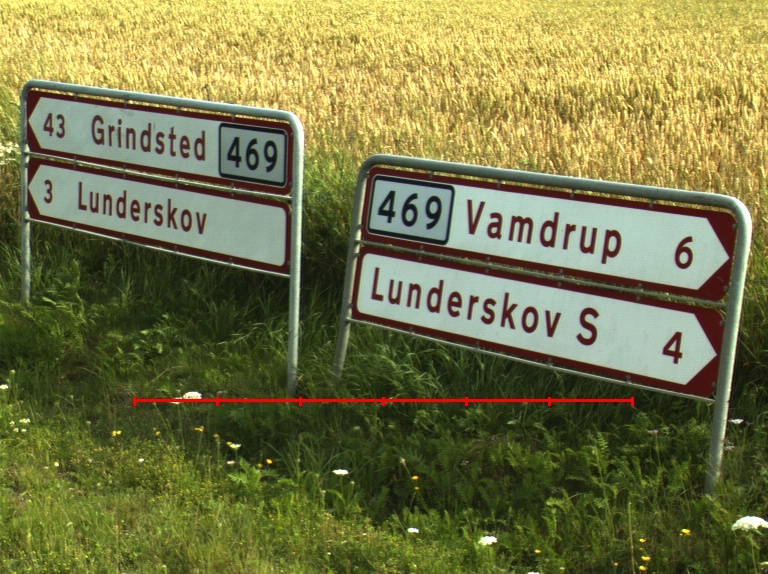 43 Grindsted 469
3 Lunderskov
469 Vamdrup 6
Lunderskov S 4